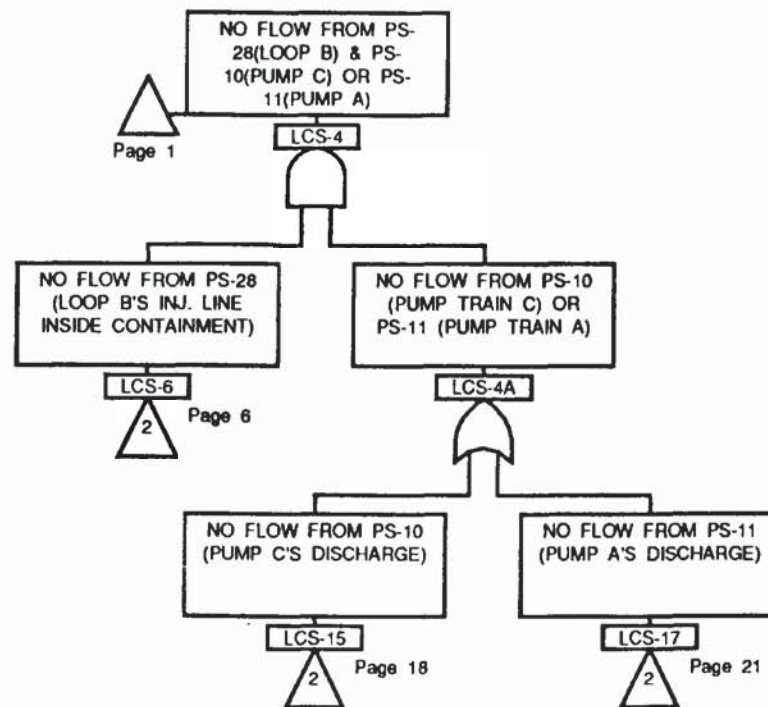 NO FLOW FROM PS-
28(LOOP B) & PS-
10(PUMP C) OR PS-
11(PUMP A)
Page 1
LCS-4
NO FLOW FROM PS-28
(LOOP B'S INJ. LINE
INSIDE CONTAINMENT)
LCS-6
2
Page 6
NO FLOW FROM PS-10
(PUMP TRAIN C) OR
PS-11 (PUMP TRAIN A)
LCS-4A
NO FLOW FROM PS-10
(PUMP C'S DISCHARGE)
LCS-15
2
Page 18
NO FLOW FROM PS-11
(PUMP A'S DISCHARGE)
LCS-17
2
Page 21